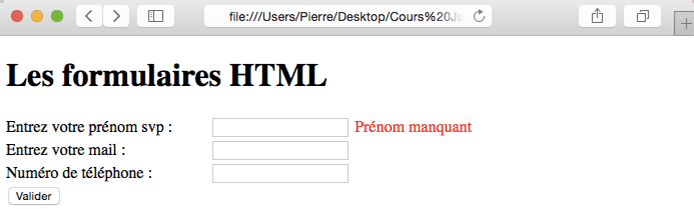 file:///Users/Pierre/Desktop/Cours%20Js
Les formulaires HTML
Entrez votre prénom svp : Prénom manquant
Entrez votre mail :
Numéro de téléphone :
Valider